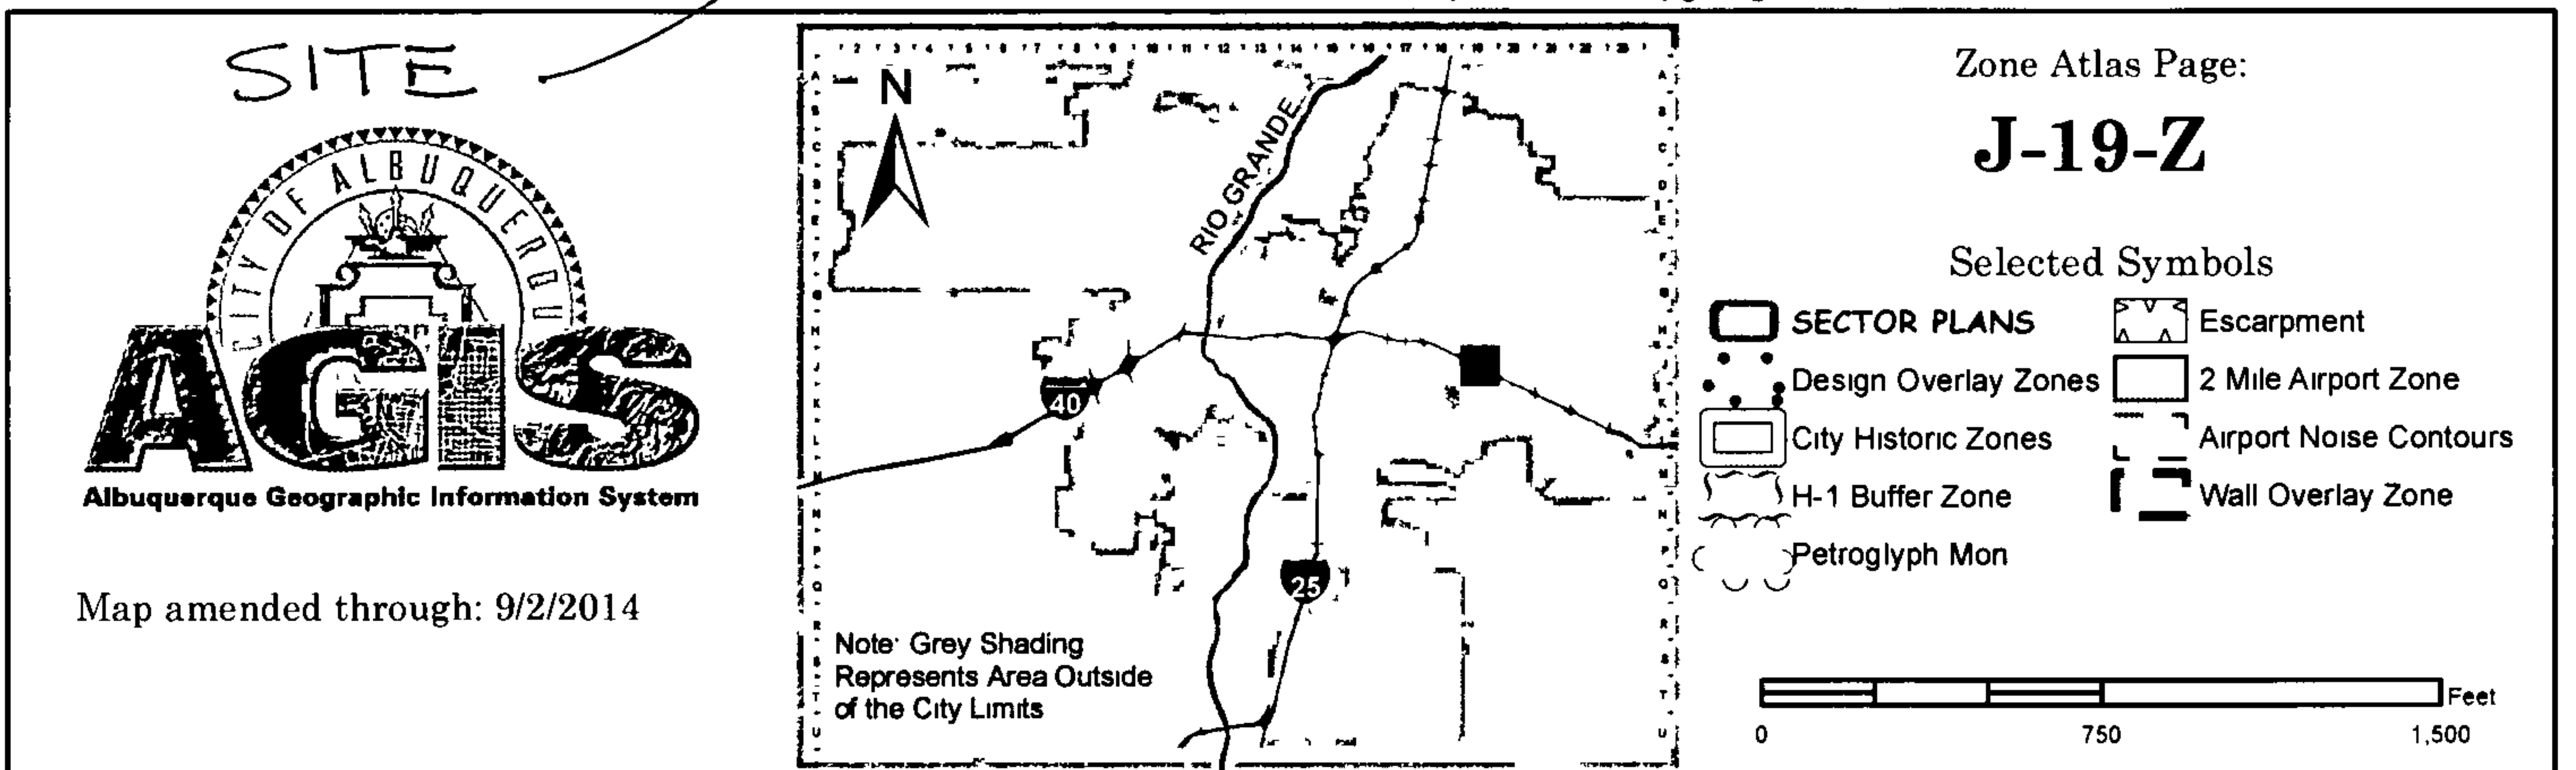 SITE
CITY OF ALBUQUERQU
AGIS
Albuquerque Geographic Information System
Map amended through: 9/2/2014
N
RIO GRANDE
40
25
Note: Grey Shading
Represents Area Outside
of the City Limits
Zone Atlas Page:
J-19-Z
Selected Symbols
SECTOR PLANS
Escarpment
Design Overlay Zones
2 Mile Airport Zone
City Historic Zones
Airport Noise Contours
H-1 Buffer Zone
Wall Overlay Zone
Petroglyph Mon
Feet
0 750 1,500